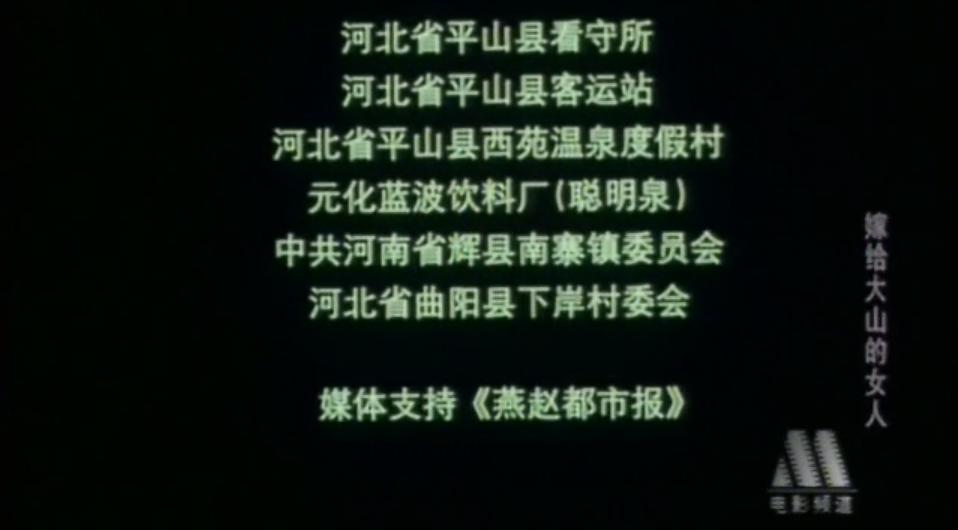 河北省平山县看守所
河北省平山县客运站
河北省平山县西苑温泉度假村
元化蓝波饮料厂(聪明泉)
中共河南省辉县南寨镇委员会
河北省曲阳县下岸村委会
媒体支持《燕赵都市报》
嫁给大山的女人
电影频道